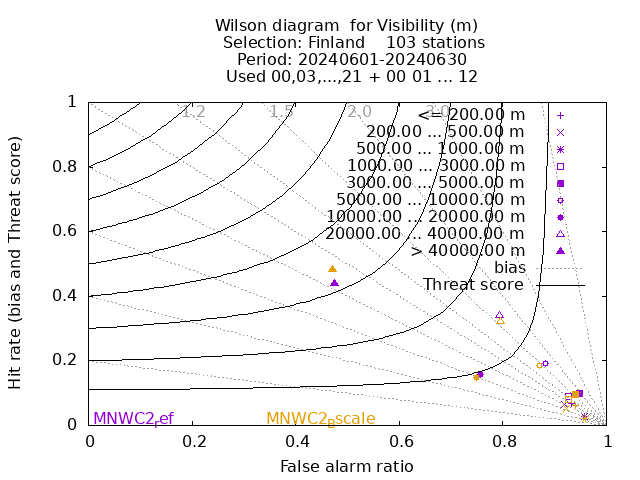 Wilson diagram  for Visibility (m)
Selection: Finland    103 stations
Period: 20240601-20240630
Used 00,03,...,21 + 00 01 ... 12
Hit rate (bias and Threat score)
1
0.8
0.6
0.4
0.2
0
1.2
1.5
2.0
3.0
<= 200.00 m
200.00 ... 500.00 m
500.00 ... 1000.00 m
1000.00 ... 3000.00 m
3000.00 ... 5000.00 m
5000.00 ... 10000.00 m
10000.00 ... 20000.00 m
20000.00 ... 40000.00 m
> 40000.00 m
bias
Threat score
MNWC2ref
MNWC2Bscale
0
0.2
0.4
0.6
0.8
1
False alarm ratio